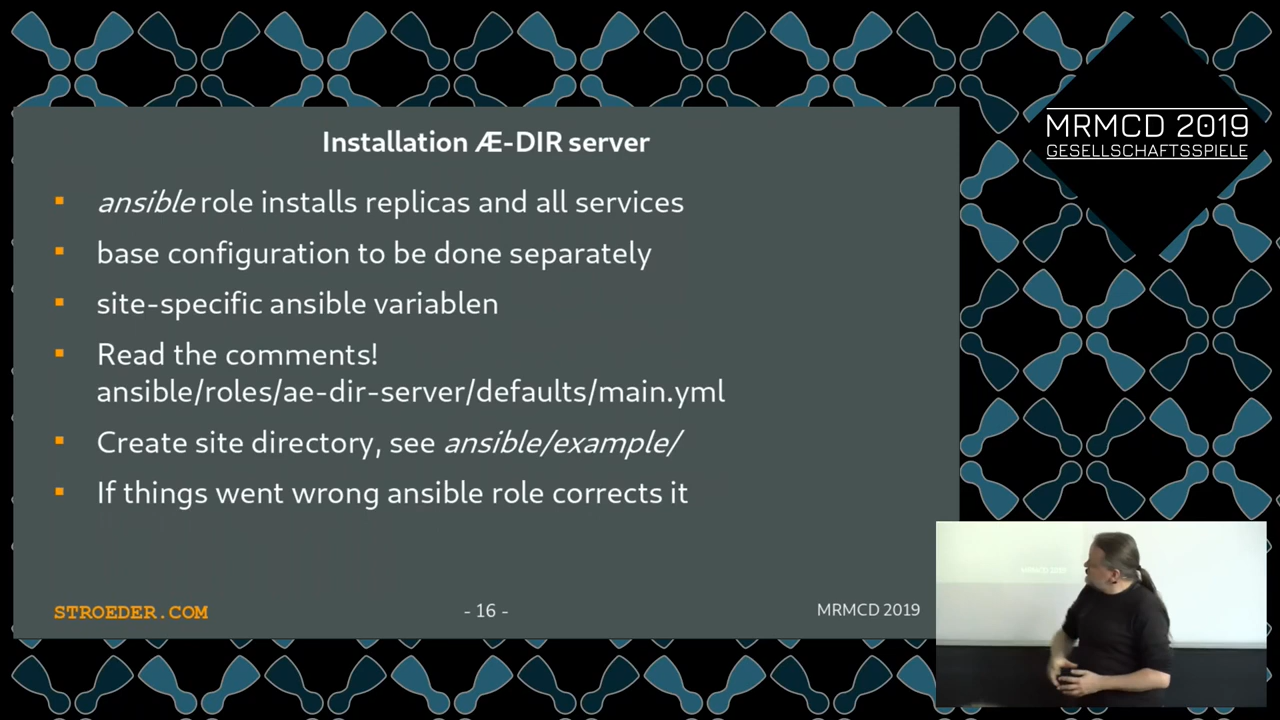 MRMCD 2019
GESELLSCHAFTSSPIELE
Installation Æ-DIR server
ansible role installs replicas and all services
base configuration to be done separately
site-specific ansible variablen
Read the comments!
ansible/roles/ae-dir-server/defaults/main.yml
Create site directory, see ansible/example/
If things went wrong ansible role corrects it
STROEDER.COM
- 16 -
MRMCD 2019